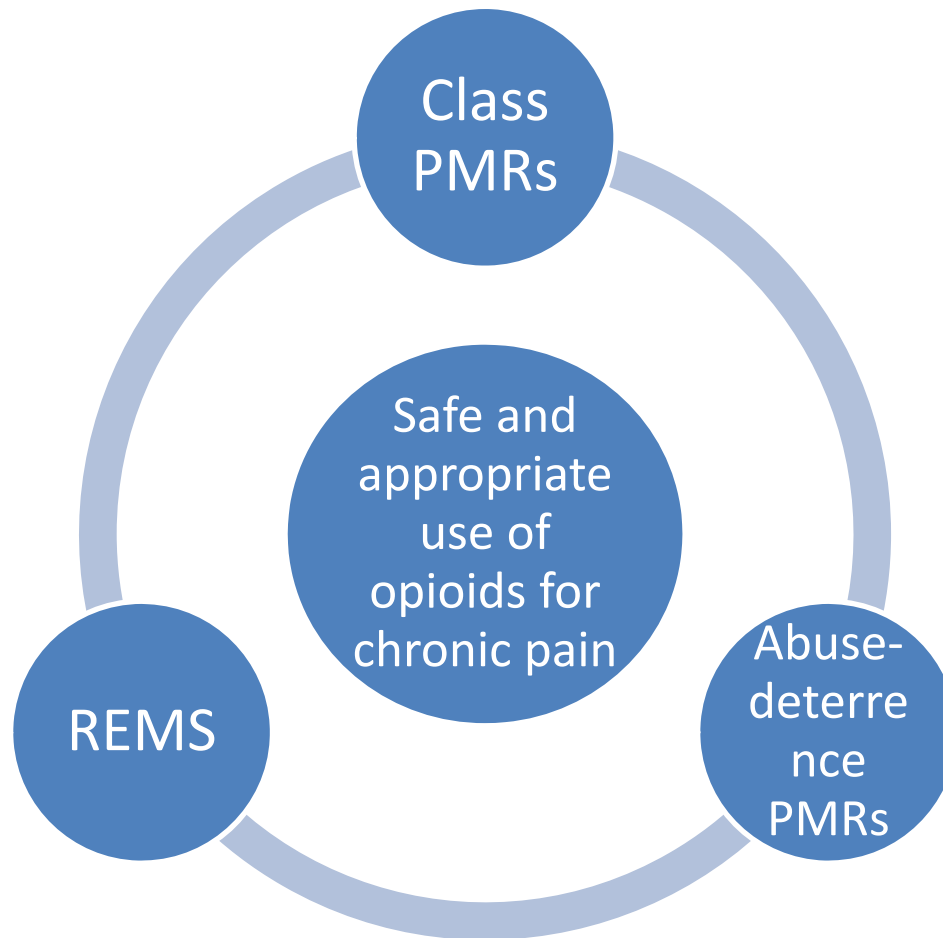 Class
PMRs
Safe and
appropriate
use of
opioids for
chronic pain
Abuse-
deterre
nce
PMRs
REMS